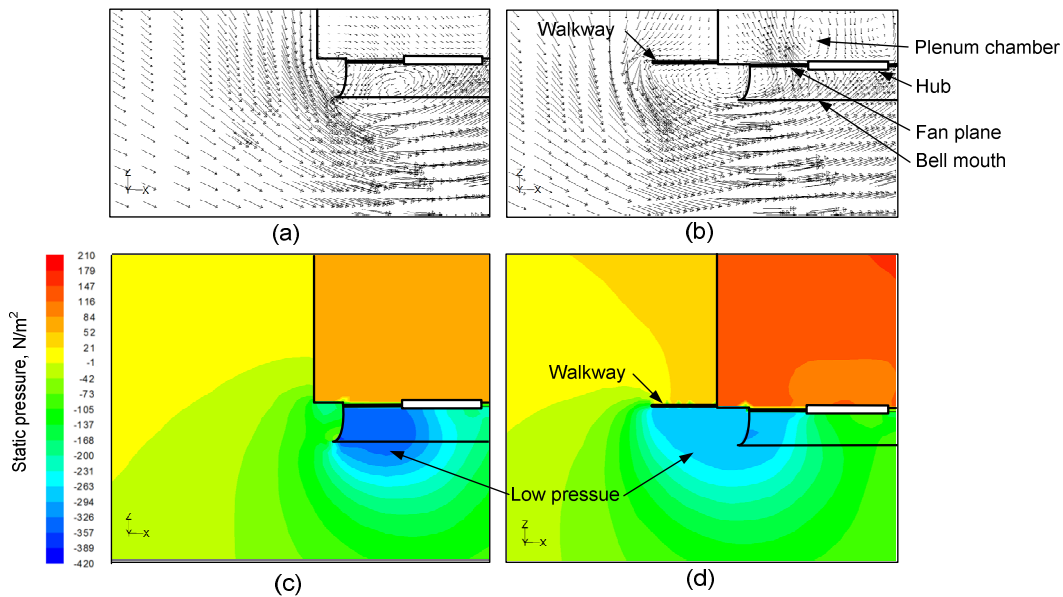 Walkway
Plenum chamber
Hub
Fan plane
Bell mouth
Z
Y X
Z
Y X
(a)
(b)
Static pressure, N/m²
210
179
147
116
84
52
21
-1
-42
-73
-105
-137
-168
-200
-231
-263
-294
-326
-357
-389
-420
Walkway
Low pressue
Z
Y X
Z
Y X
(c)
(d)